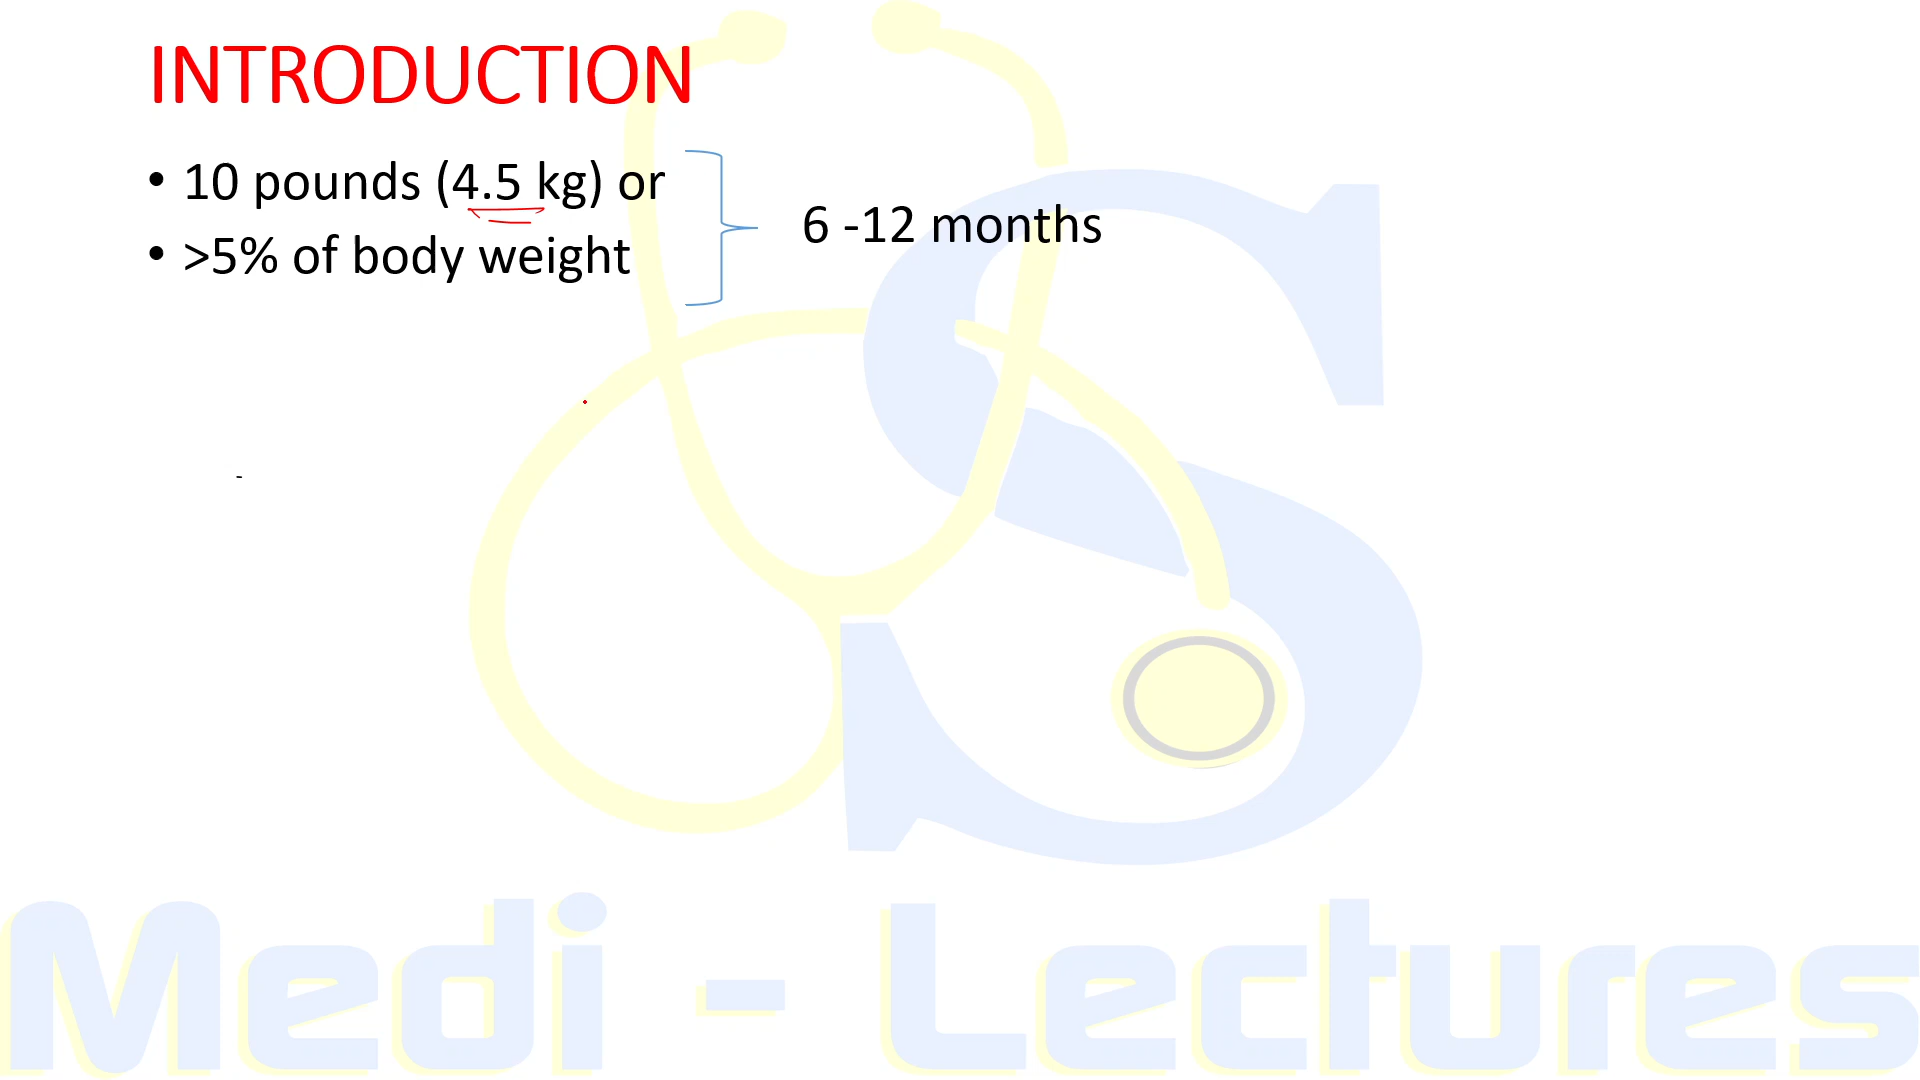 INTRODUCTION
• 10 pounds (4.5 kg) or
• >5% of body weight
6 -12 months
Medi - Lectures